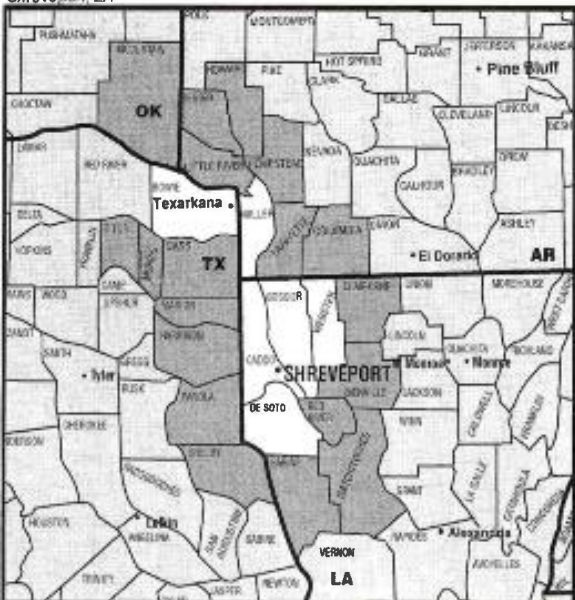 POLK
MONTGOMERY
PUSHMATAHA
HOT SPRING
GRANT
JEFFERSON
ARKANSAS
Pine Bluff
HOWARD
PIKE
CLARK
DALLAS
CHOCTAW
OK
CLEVELAND
LINCOLN
LAMAR
RED RIVER
LITTLE RIVER
HEMPSTEAD
NEVADA
OUACHITA
BRADLEY
DREW
BOWIE
CALHOUN
Texarkana
MILLER
DELTA
HOPKINS
FRANKLIN
TITUS
MORRIS
CASS
TX
LAFAYETTE
COLUMBIA
UNION
ASHLEY
El Dorado
AR
CAMP
UPSHUR
MARION
WOOD
BOSSIER
WEBSTER
CLAIBORNE
UNION
MOREHOUSE
HARRISON
LINCOLN
SMITH
GREGG
CADDO
SHREVEPORT
OUACHITA
Monroe
RICHLAND
Tyler
RUSK
PANOLA
BIENVILLE
JACKSON
DE SOTO
RED RIVER
CALDWELL
FRANKLIN
CHEROKEE
WINN
SHELBY
NATCHITOCHES
LA SALLE
NACOGDOCHES
GRANT
CATAHOULA
CONCORDIA
HOUSTON
Lufkin
ANGELINA
SAN AUGUSTINE
SABINE
RAPIDES
Alexandria
VERNON
AVOYELLES
TRINITY
JASPER
NEWTON
LA